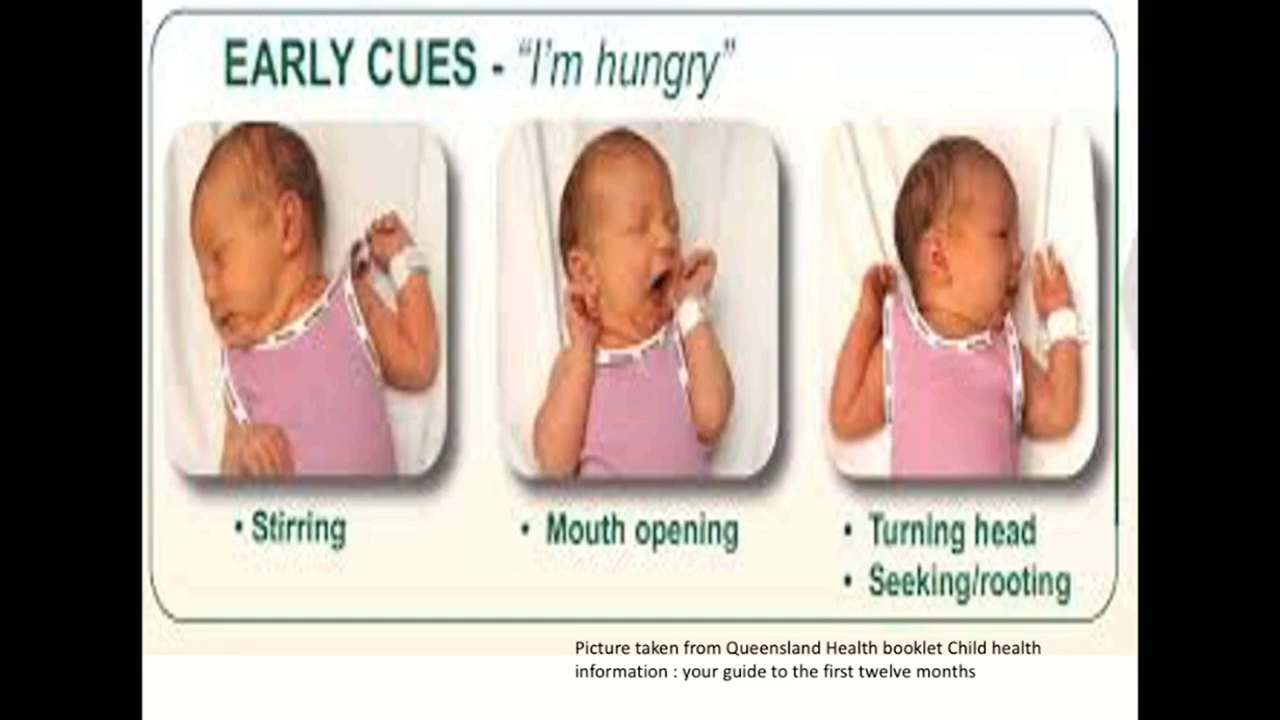 EARLY CUES - “I’m hungry”
• Stirring
• Mouth opening
• Turning head
• Seeking/rooting
Picture taken from Queensland Health booklet Child health
information : your guide to the first twelve months